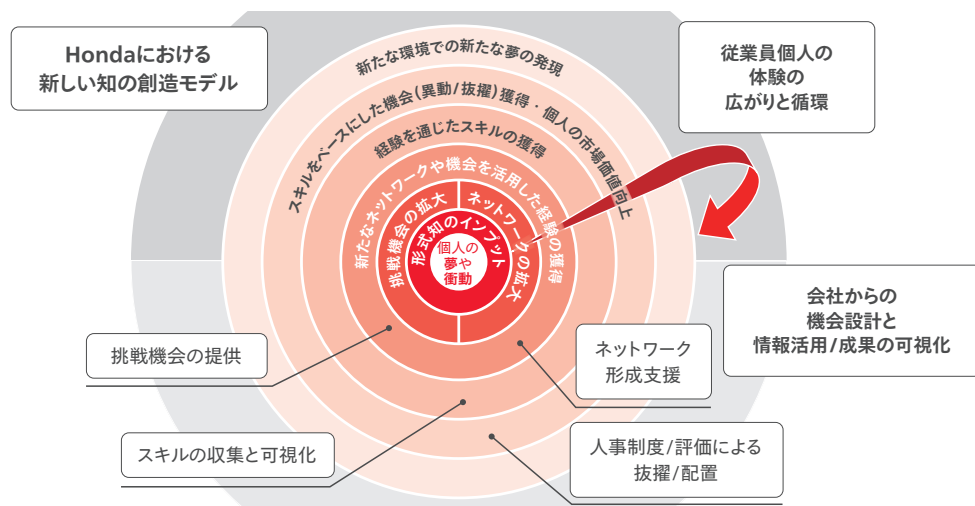 Hondaにおける
新しい知の創造モデル
従業員個人の
体験の
広がりと循環
新たな環境での新たな夢の発現
スキルをベースにした機会(異動/抜擢)獲得・個人の市場価値向上
経験を通じたスキルの獲得
新たなネットワークや機会を活用した経験の獲得
挑戦機会の拡大
ネットワークの拡大
形式知のインプット
個人の
夢や
衝動
会社からの
機会設計と
情報活用/成果の可視化
挑戦機会の提供
ネットワーク
形成支援
スキルの収集と可視化
人事制度/評価による
抜擢/配置